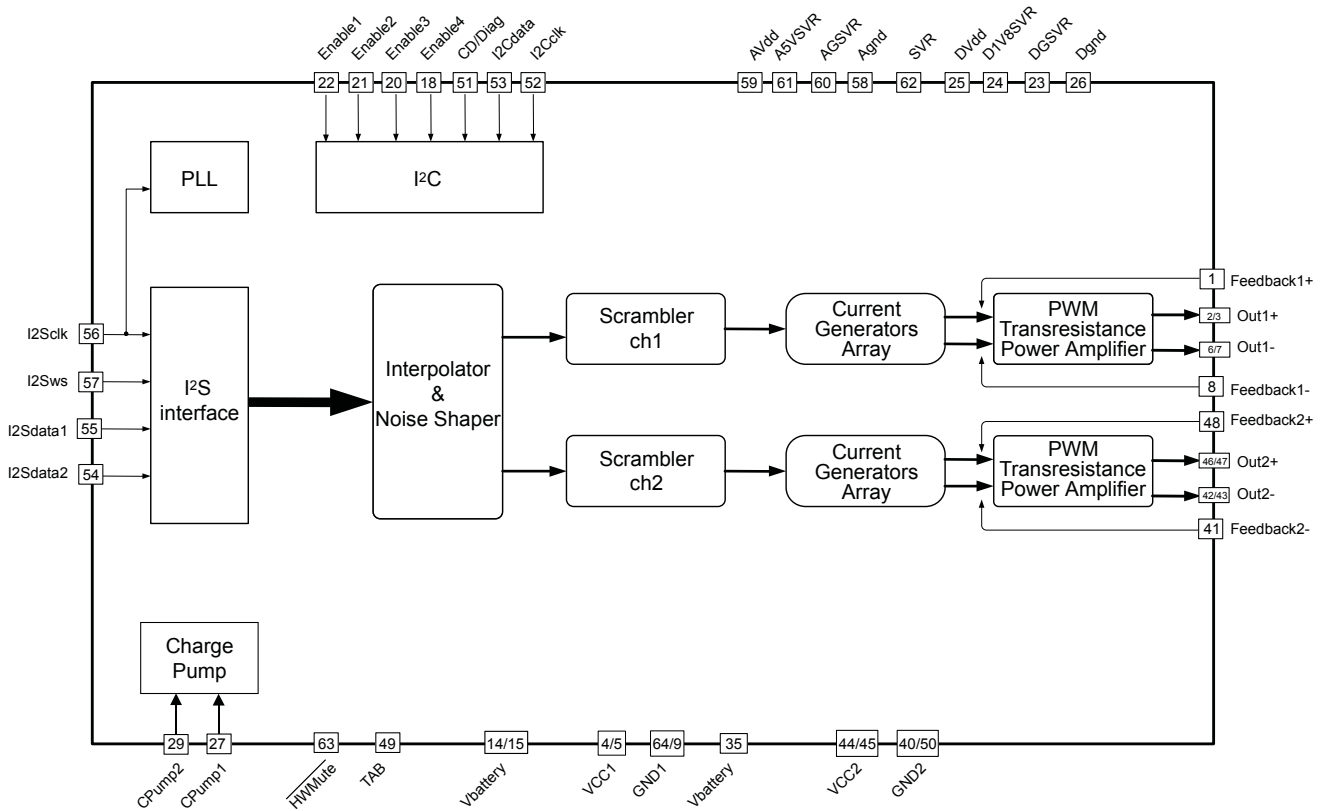 Enable1
Enable2
Enable3
Enable4
CD/Diag
I2Cdata
I2Cclk
AVdd
A5VSVR
AGSVR
Agnd
SVR
DVdd
D1V8SVR
DGSVR
Dgnd
22
21
20
18
51
53
52
59
61
60
58
62
25
24
23
26
PLL
I²C
1
Feedback1+
2/3
Out1+
6/7
Out1-
8
Feedback1-
I2Sclk
56
I2Sws
57
I2Sdata1
55
I2Sdata2
54
I²S
interface
Interpolator
&
Noise Shaper
Scrambler
ch1
Current
Generators
Array
PWM
Transresistance
Power Amplifier
Scrambler
ch2
Current
Generators
Array
PWM
Transresistance
Power Amplifier
48
Feedback2+
46/47
Out2+
42/43
Out2-
41
Feedback2-
Charge
Pump
29
27
63
49
14/15
4/5
64/9
35
44/45
40/50
CPump2
CPump1
HWMute
TAB
Vbattery
VCC1
GND1
Vbattery
VCC2
GND2